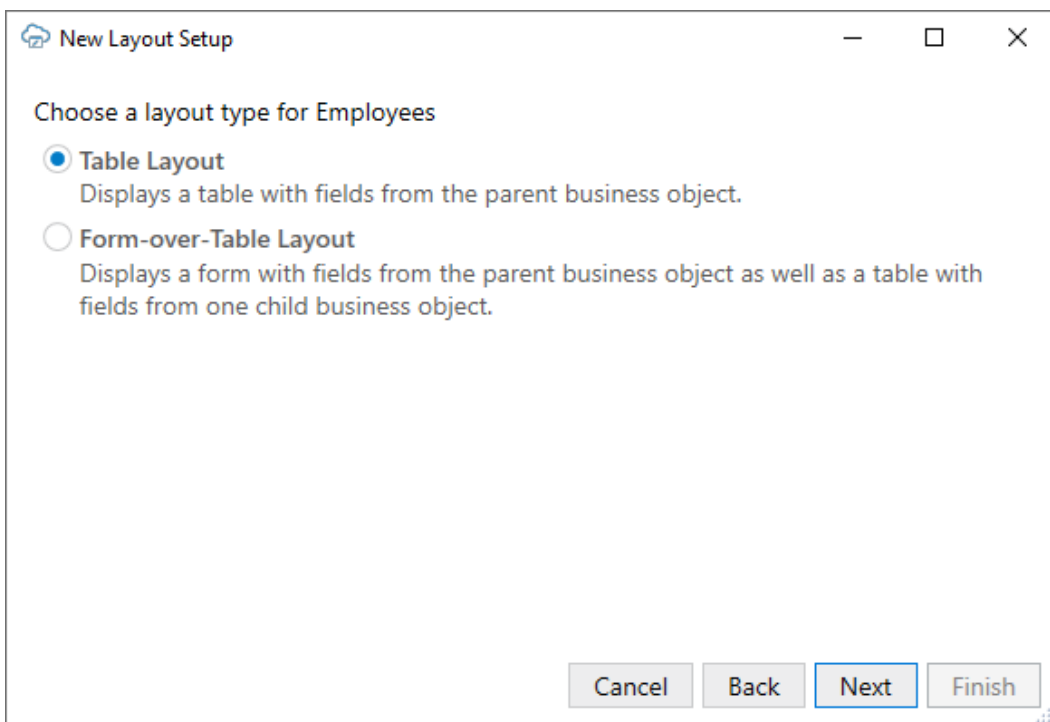 New Layout Setup
Choose a layout type for Employees
Table Layout
Displays a table with fields from the parent business object.
Form-over-Table Layout
Displays a form with fields from the parent business object as well as a table with
fields from one child business object.
Cancel Back Next Finish